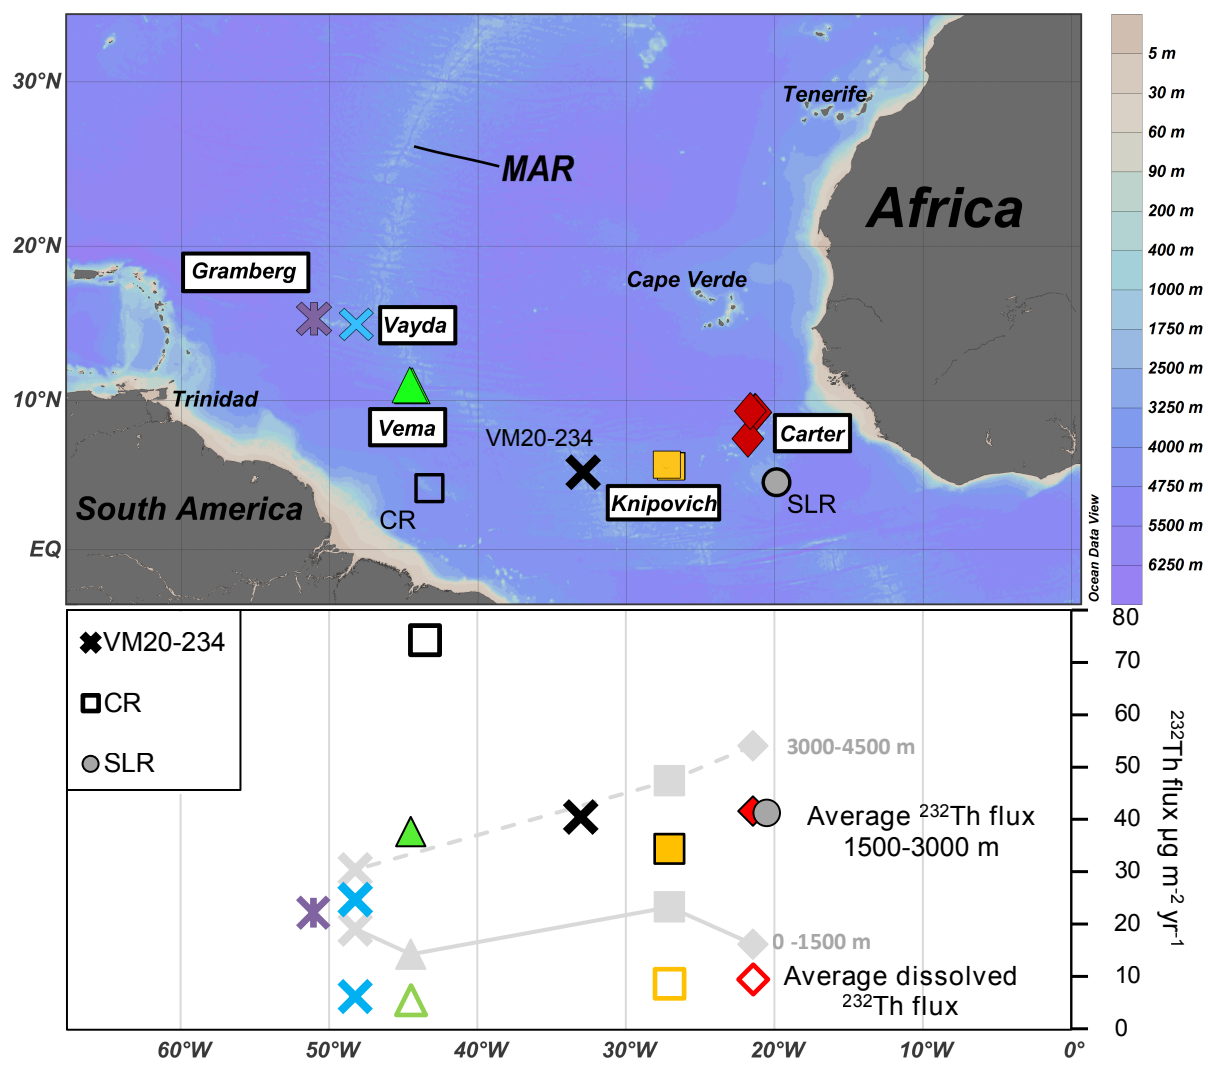 30°N
20°N
10°N
EQ
Tenerife
MAR
Africa
Gramberg
Cape Verde
Vayda
Trinidad
Vema
VM20-234
Carter
Knipovich
South America
CR
SLR
Ocean Data View
5 m
30 m
60 m
90 m
200 m
400 m
1000 m
1750 m
2500 m
3250 m
4000 m
4750 m
5500 m
6250 m
VM20-234
CR
SLR
3000-4500 m
Average ²³²Th flux
1500-3000 m
0 -1500 m
Average dissolved
²³²Th flux
80
70
60
50
40
30
20
10
0
²³²Th flux µg m⁻² yr⁻¹
60°W
50°W
40°W
30°W
20°W
10°W
0°